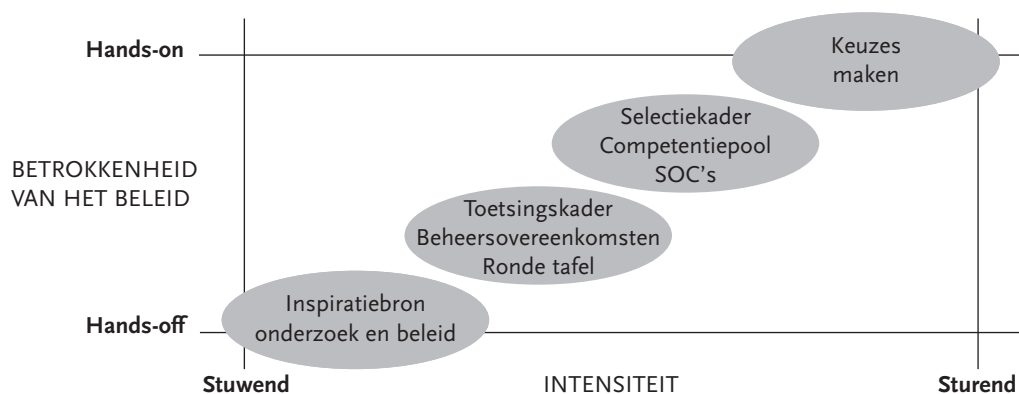 Hands-on
Keuzes
maken
Selectiekader
Competentiepool
SOC's
BETROKKENHEID
VAN HET BELEID
Toetsingskader
Beheersovereenkomsten
Ronde tafel
Inspiratiebron
onderzoek en beleid
Hands-off
Stuwend
INTENSITEIT
Sturend